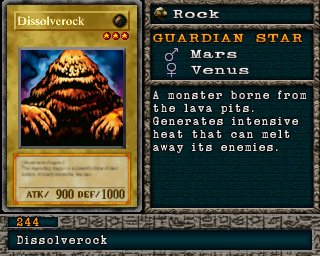 Dissolverock
ATK/ 900 DEF/1000
Rock
GUARDIAN STAR
♂ Mars
♀ Venus
A monster borne from
the lava pits.
Generates intensive
heat that can melt
away its enemies.
244
Dissolverock